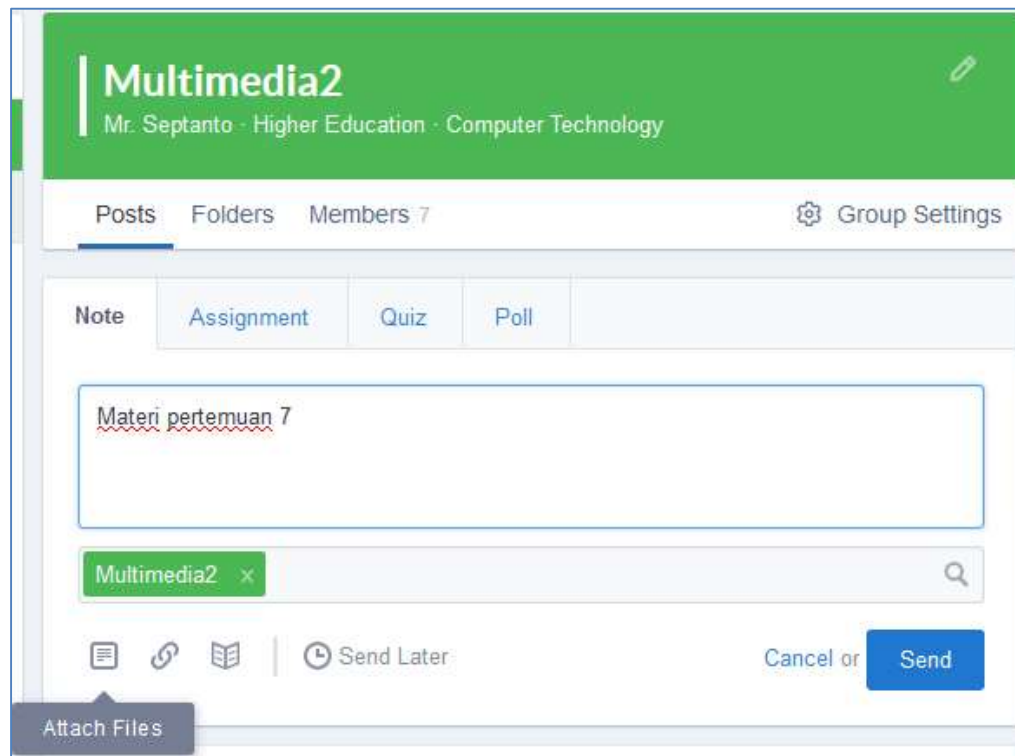 Multimedia2
Mr. Septanto · Higher Education · Computer Technology
Posts Folders Members 7 Group Settings
Note Assignment Quiz Poll
Materi pertemuan 7
Multimedia2 ×
Send Later Cancel or Send
Attach Files